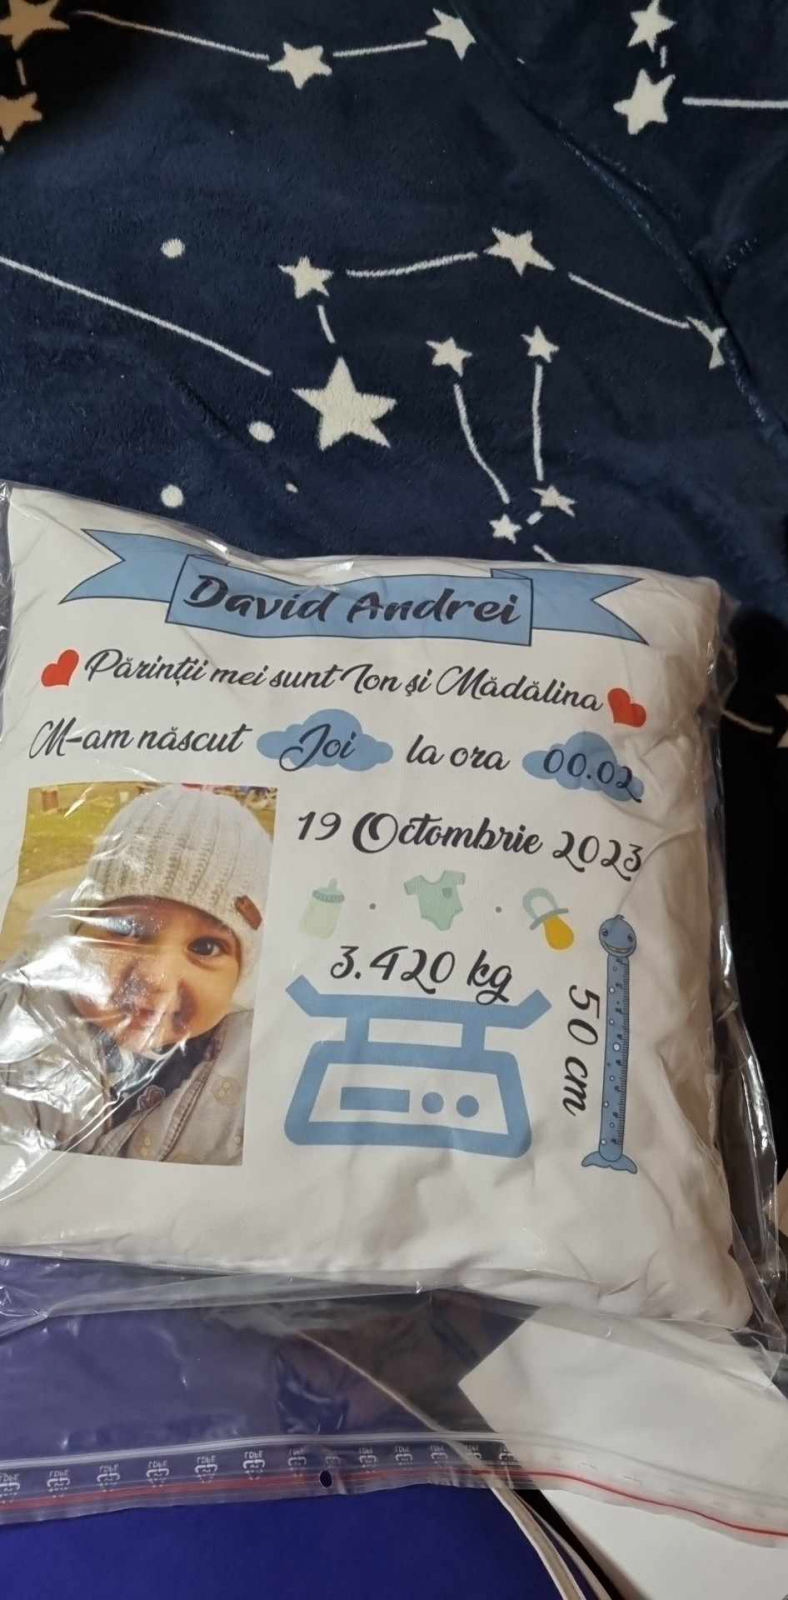 David Andrei
Părinții mei sunt Ion și Mădălina
M-am născut Joi la ora 00.02
19 Octombrie 2023
3.420 kg
50 cm